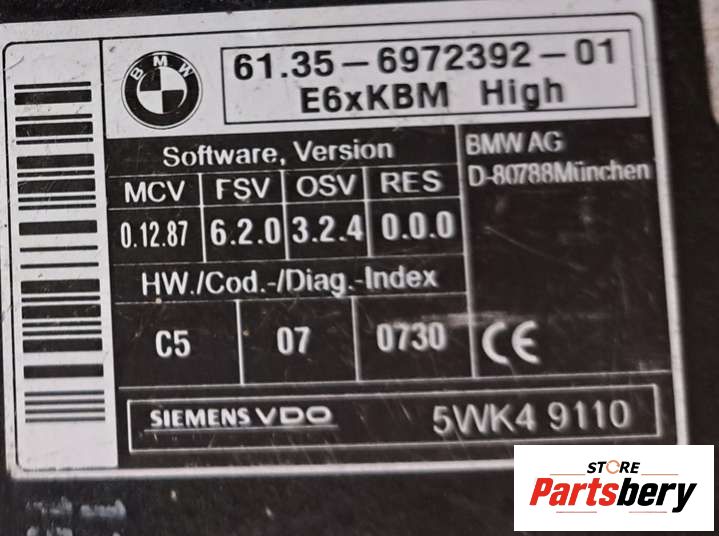 BMW
61.35-6972392-01
E6xKBM High
Software, Version
MCV FSV OSV RES
0.12.87 6.2.0 3.2.4 0.0.0
HW./Cod.-/Diag.-Index
C5 07 0730
BMW AG
D-80788München
CE
SIEMENS VDO 5WK4 9110
STORE
Partsbery